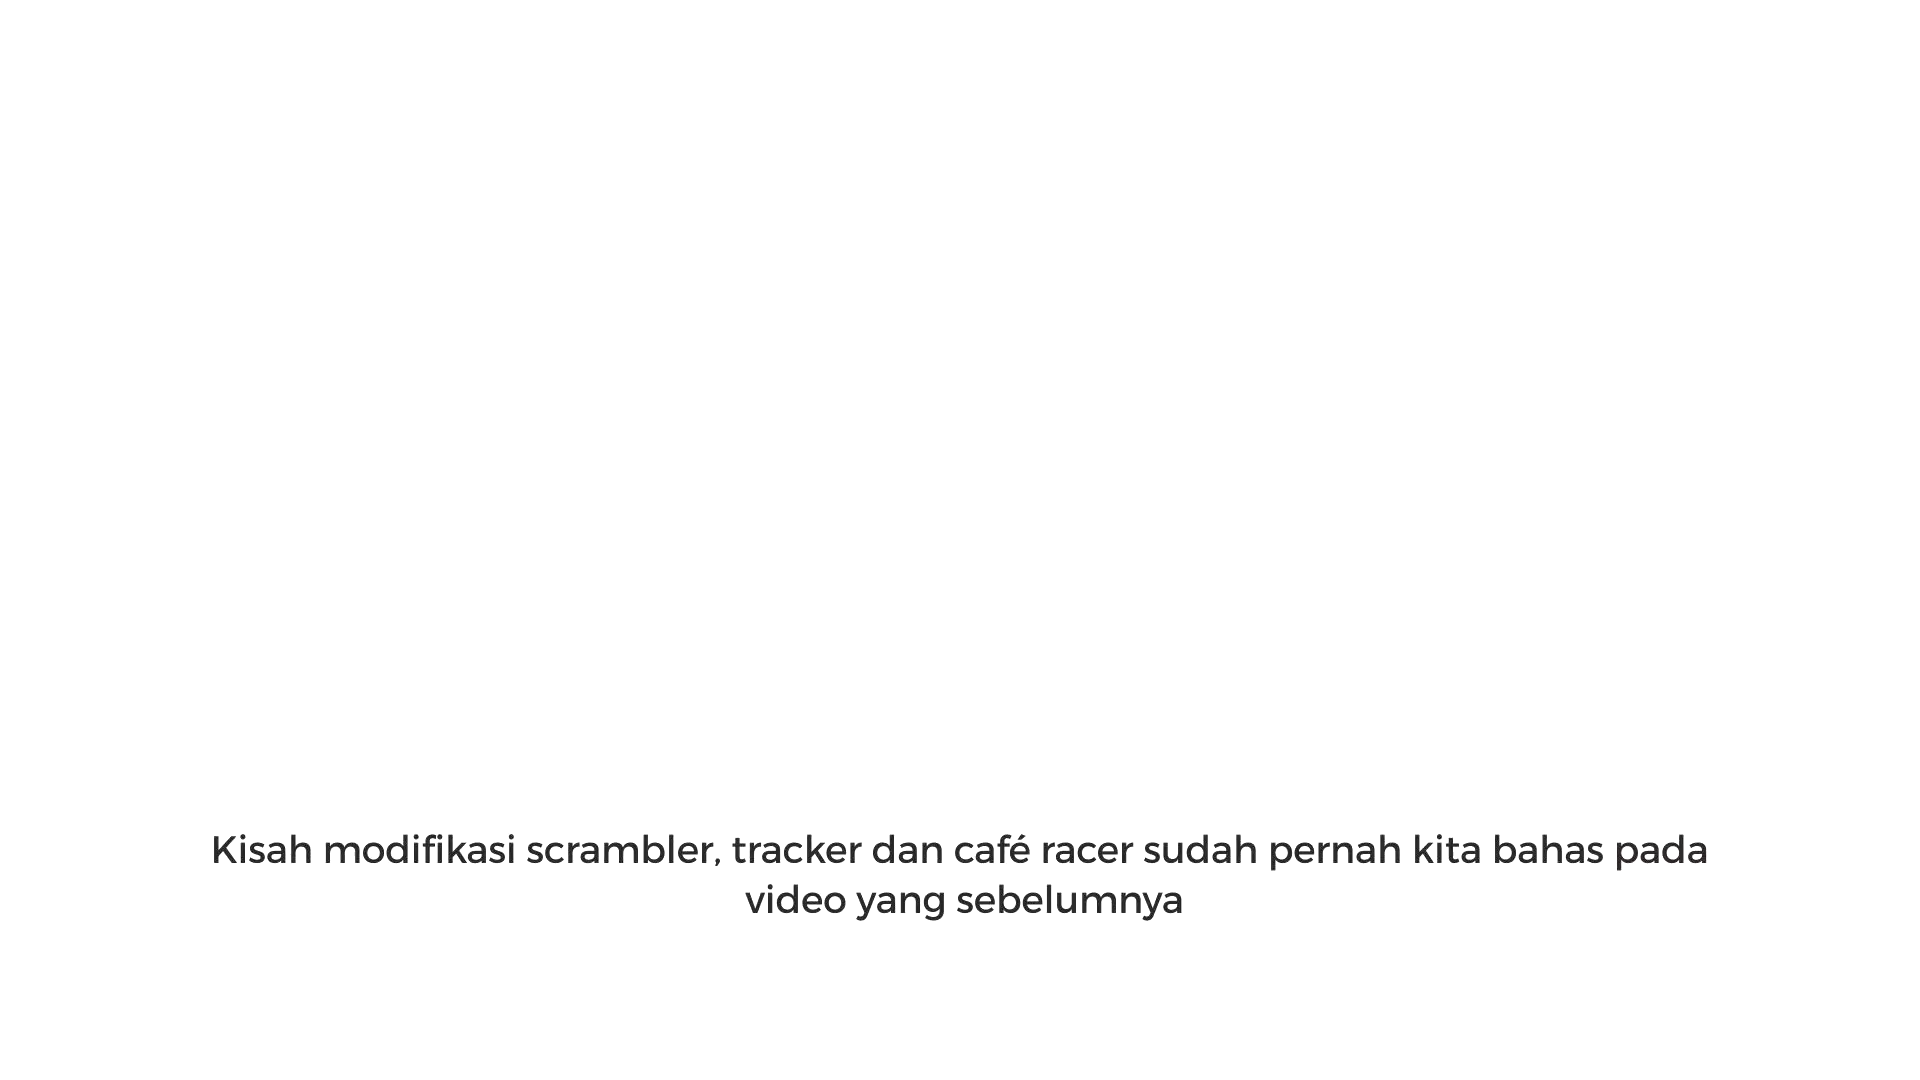 Kisah modifikasi scrambler, tracker dan café racer sudah pernah kita bahas pada
video yang sebelumnya